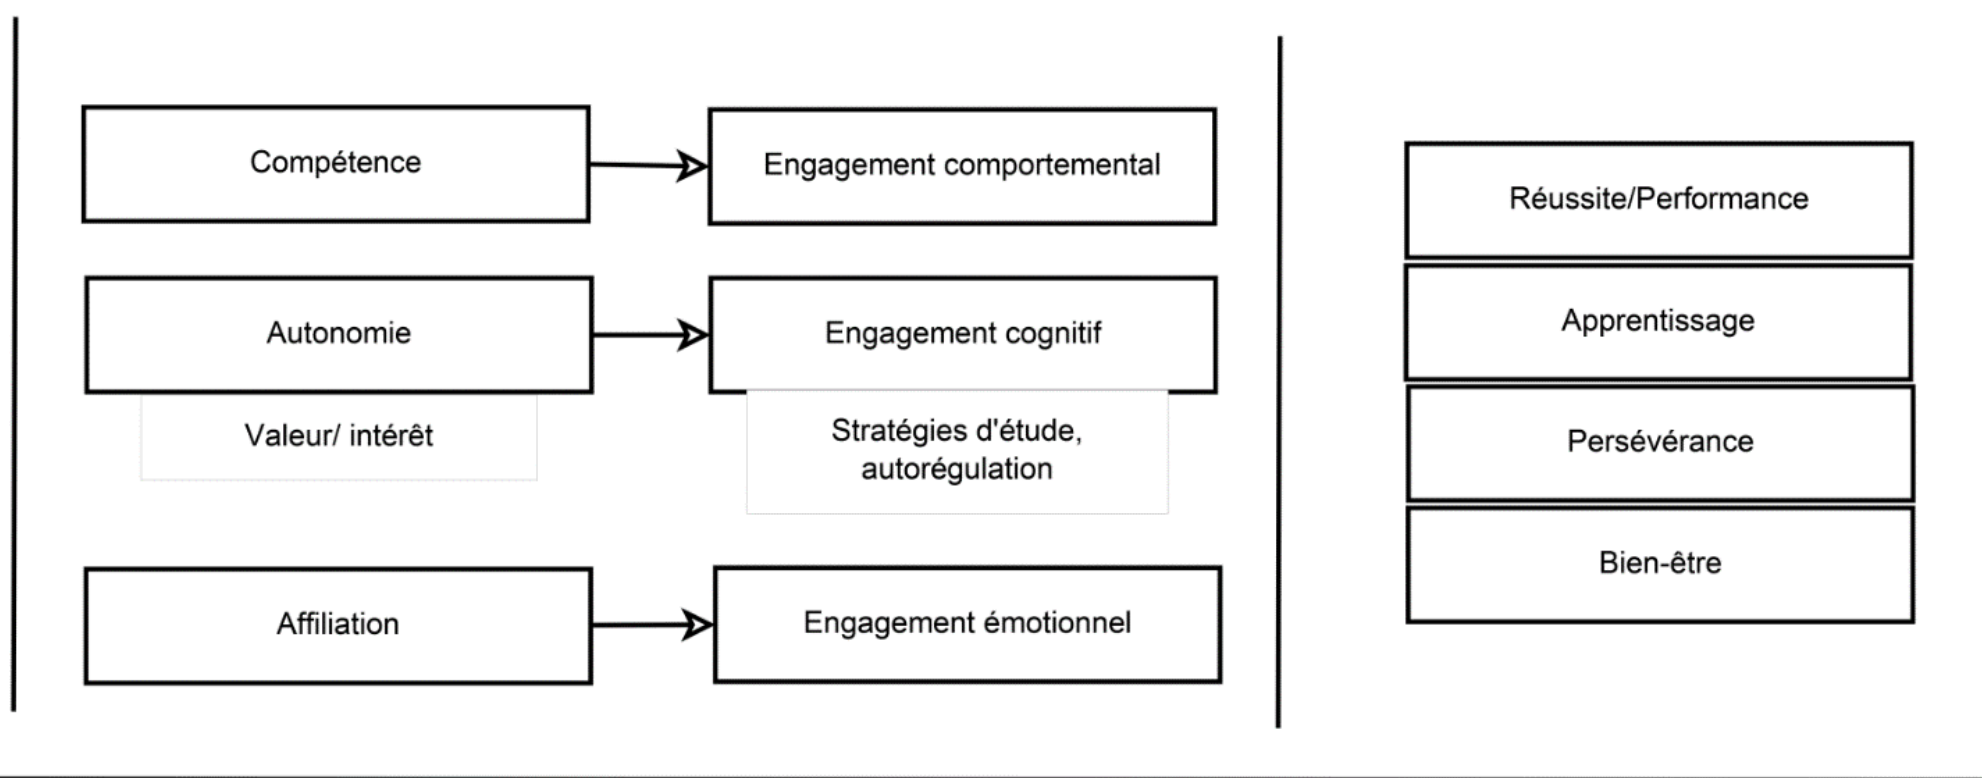 Compétence
Engagement comportemental
Autonomie
Engagement cognitif
Valeur/ intérêt
Stratégies d'étude,
autorégulation
Affiliation
Engagement émotionnel
Réussite/Performance
Apprentissage
Persévérance
Bien-être